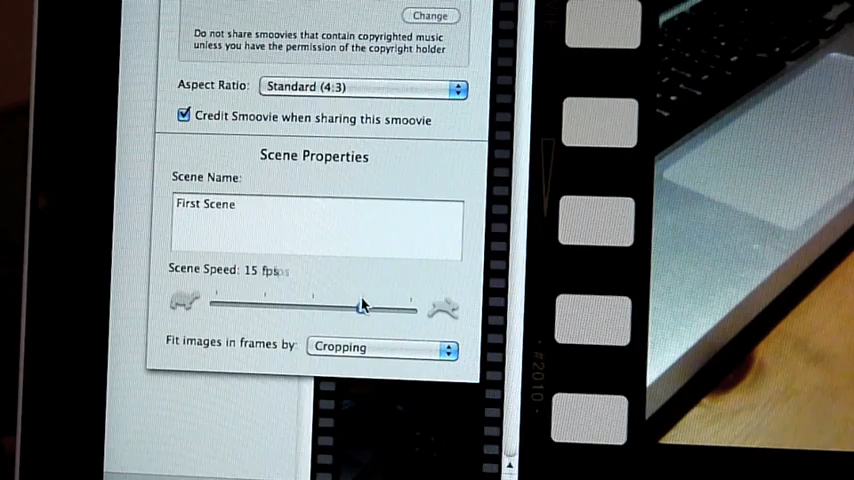 Change
Do not share smoovies that contain copyrighted music
unless you have the permission of the copyright holder
Aspect Ratio: Standard (4:3)
Credit Smoovie when sharing this smoovie
Scene Properties
Scene Name:
First Scene
Scene Speed: 15 fps
Fit images in frames by: Cropping
#2010